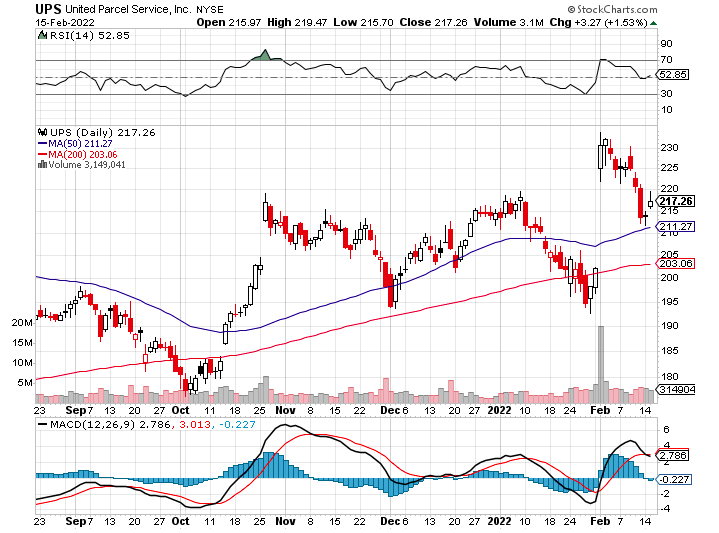 UPS United Parcel Service, Inc. NYSE © StockCharts.com
15-Feb-2022 Open 215.97 High 219.47 Low 215.70 Close 217.26 Volume 3.1M Chg +3.27 (+1.53%)
RSI(14) 52.85
90
70
52.85
30
10
UPS (Daily) 217.26
MA(50) 211.27
MA(200) 203.06
Volume 3,149,041
230
225
220
217.26
215
211.27
210
205
203.06
200
195
190
185
180
20M
15M
10M
5M
3149041
23 Sep 7 13 20 27 Oct 11 18 25 Nov 8 15 22 Dec 6 13 20 27 2022 10 18 24 Feb 7 14
MACD(12,26,9) 2.786, 3.013, -0.227
6
4
2.786
-0.227
-2
-4
23 Sep 7 13 20 27 Oct 11 18 25 Nov 8 15 22 Dec 6 13 20 27 2022 10 18 24 Feb 7 14